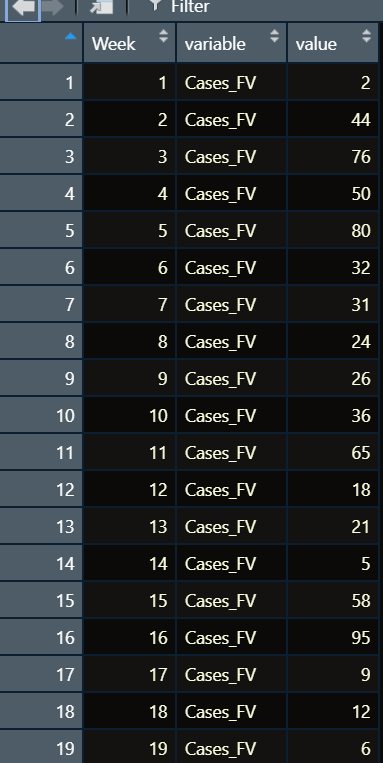 Filter
Week variable value
1 1 Cases_FV 2
2 2 Cases_FV 44
3 3 Cases_FV 76
4 4 Cases_FV 50
5 5 Cases_FV 80
6 6 Cases_FV 32
7 7 Cases_FV 31
8 8 Cases_FV 24
9 9 Cases_FV 26
10 10 Cases_FV 36
11 11 Cases_FV 65
12 12 Cases_FV 18
13 13 Cases_FV 21
14 14 Cases_FV 5
15 15 Cases_FV 58
16 16 Cases_FV 95
17 17 Cases_FV 9
18 18 Cases_FV 12
19 19 Cases_FV 6